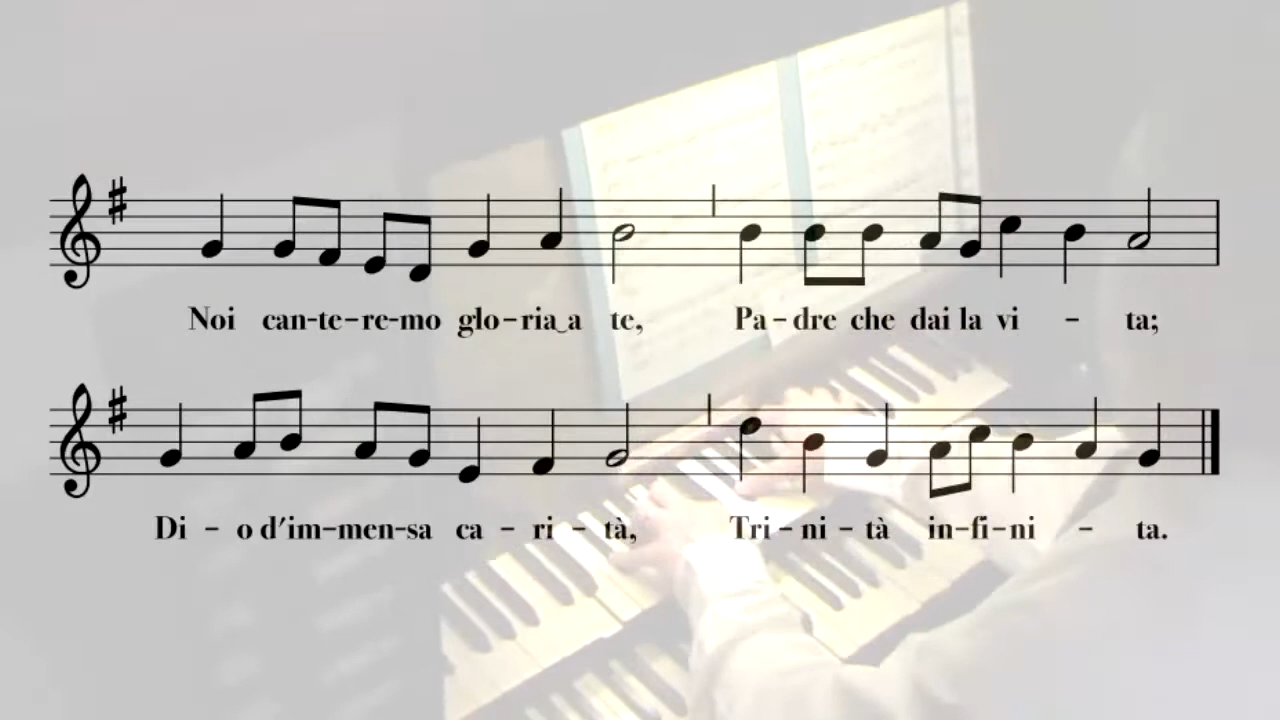 Noi can-te-re-mo glo-ria‿a te, Pa-dre che dai la vi - ta;
Di - o d'im-men-sa ca - ri - tà, Tri-ni-tà in-fi-ni - ta.